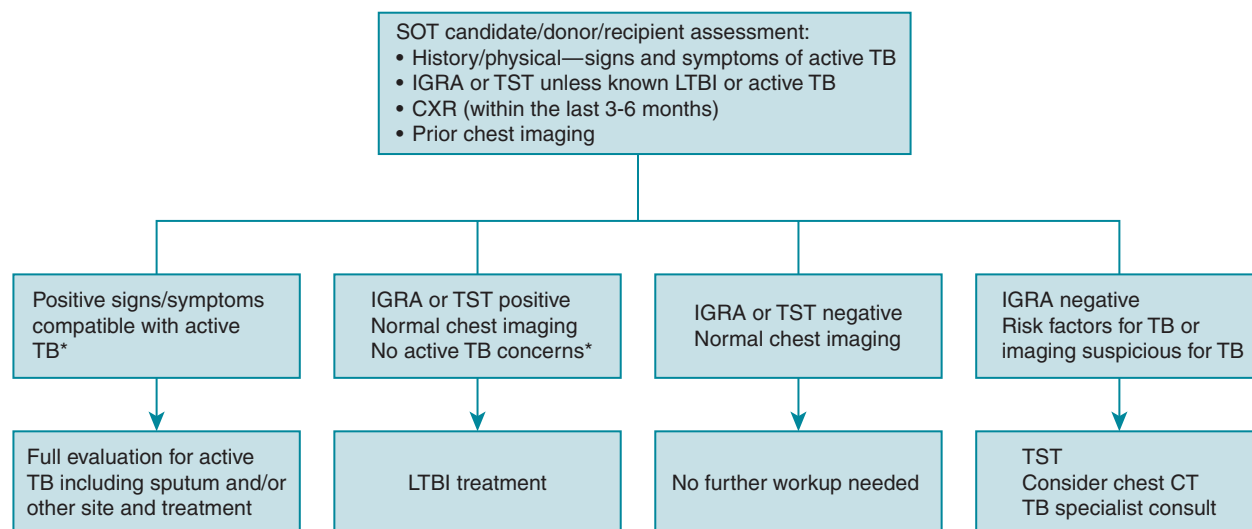 SOT candidate/donor/recipient assessment:
• History/physical—signs and symptoms of active TB
• IGRA or TST unless known LTBI or active TB
• CXR (within the last 3-6 months)
• Prior chest imaging
Positive signs/symptoms
compatible with active
TB*
IGRA or TST positive
Normal chest imaging
No active TB concerns*
IGRA or TST negative
Normal chest imaging
IGRA negative
Risk factors for TB or
imaging suspicious for TB
Full evaluation for active
TB including sputum and/or
other site and treatment
LTBI treatment
No further workup needed
TST
Consider chest CT
TB specialist consult